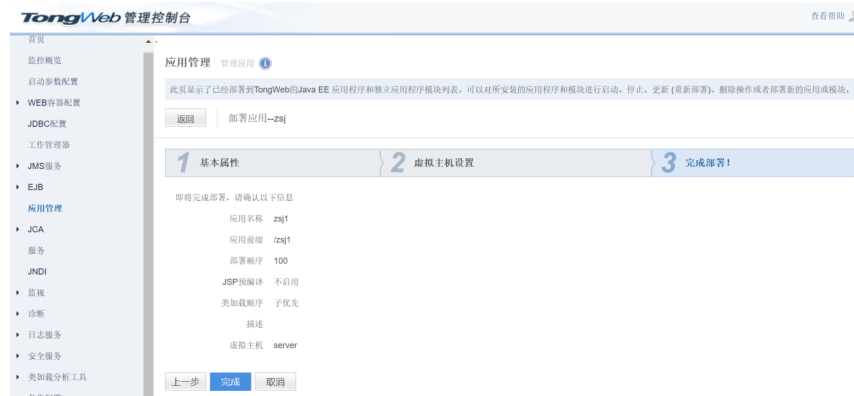 TongWeb 管理控制台
查看帮助
首页
监控概览
启动参数配置
WEB容器配置
JDBC配置
工作管理器
JMS服务
EJB
应用管理
JCA
服务
JNDI
监视
诊断
日志服务
安全服务
类加载分析工具
应用管理 管理应用
此页显示了已经部署到TongWeb的Java EE 应用程序和独立应用程序模块列表。可以对所安装的应用程序和模块进行启动、停止、更新 (重新部署)、删除操作或者部署新的应用或模块。
返回 部署应用--zsj
1 基本属性 2 虚拟主机设置 3 完成部署!
即将完成部署，请确认以下信息
应用名称 zsj1
应用前缀 /zsj1
部署顺序 100
JSP预编译 不启用
类加载顺序 子优先
描述
虚拟主机 server
上一步 完成 取消